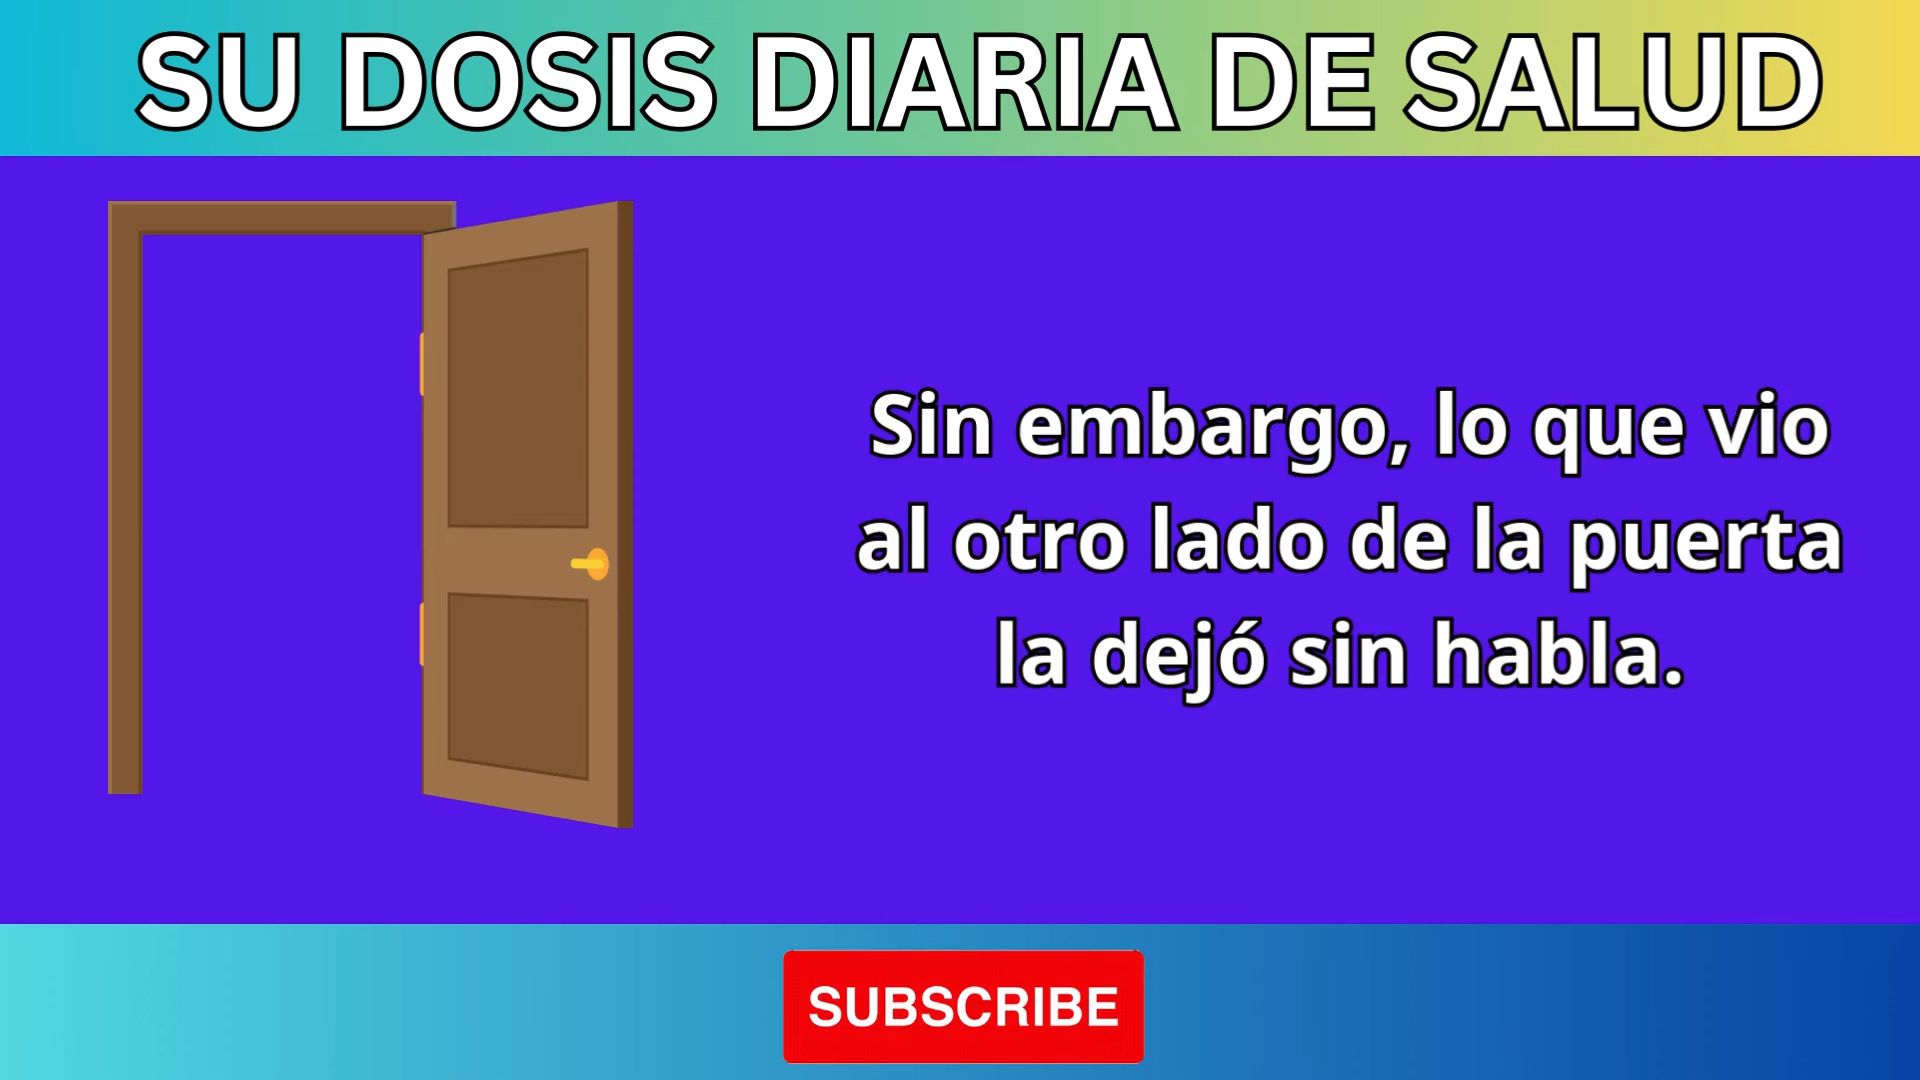 SU DOSIS DIARIA DE SALUD
Sin embargo, lo que vio
al otro lado de la puerta
la dejó sin habla.
SUBSCRIBE